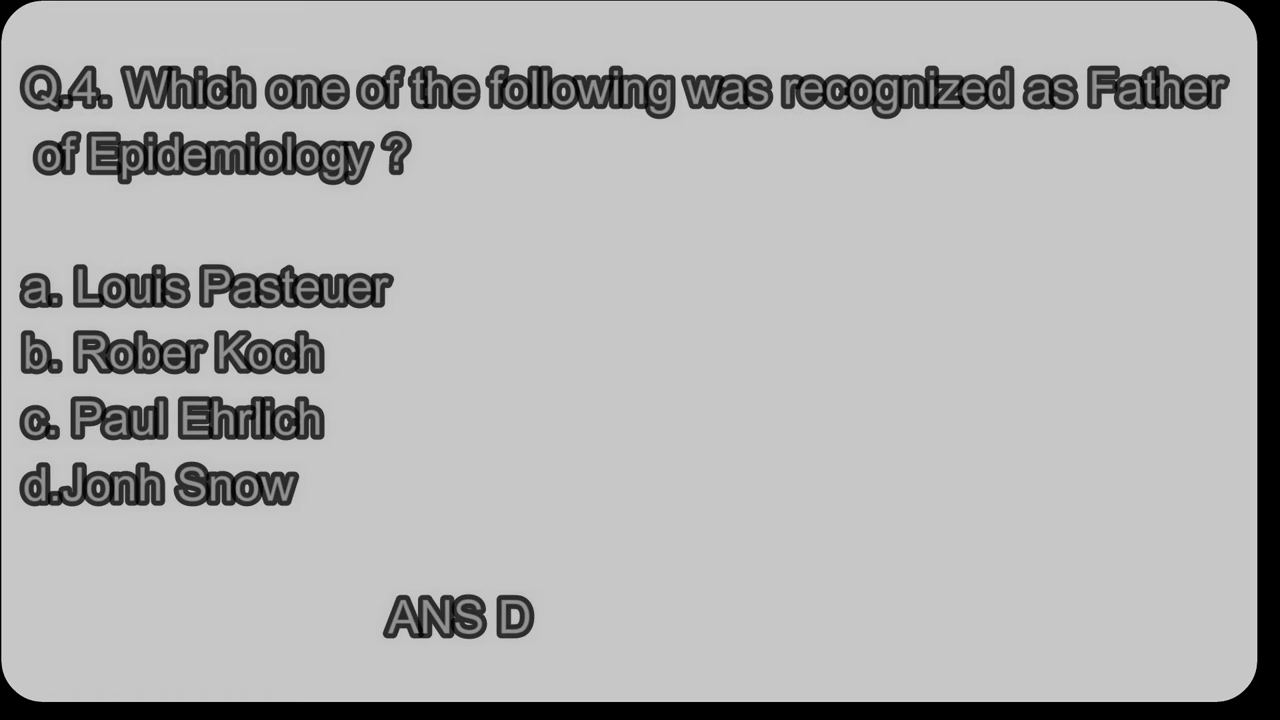 Q.4. Which one of the following was recognized as Father
of Epidemiology ?
a. Louis Pasteuer
b. Rober Koch
c. Paul Ehrlich
d.Jonh Snow
ANS D